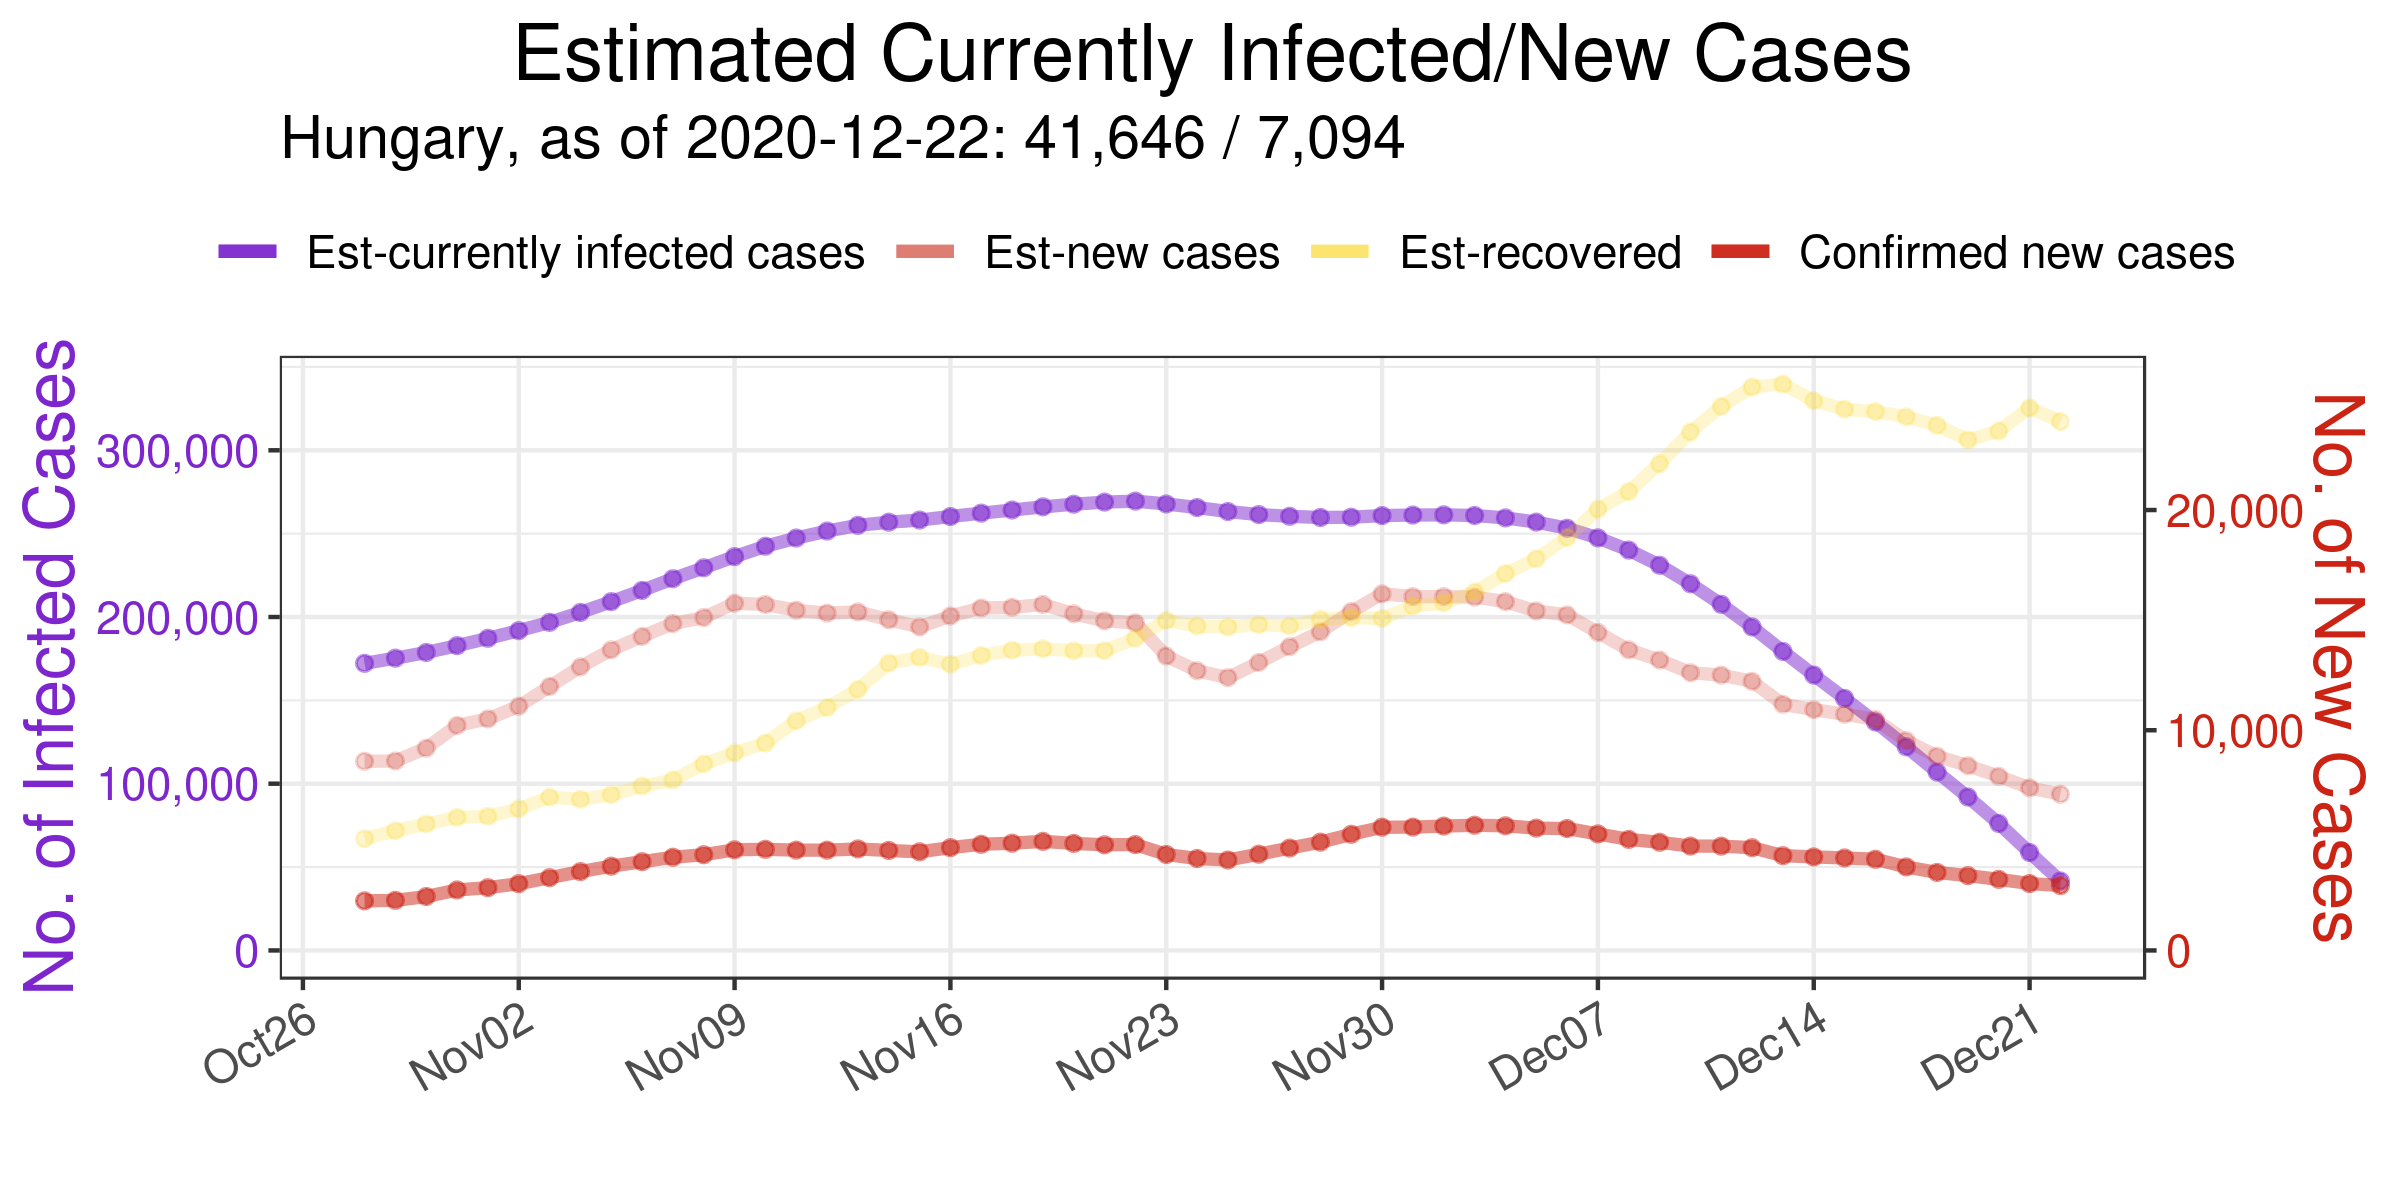 Estimated Currently Infected/New Cases
Hungary, as of 2020-12-22: 41,646 / 7,094
Est-currently infected cases Est-new cases Est-recovered Confirmed new cases
No. of Infected Cases
300,000
200,000
100,000
0
No. of New Cases
20,000
10,000
0
Oct26 Nov02 Nov09 Nov16 Nov23 Nov30 Dec07 Dec14 Dec21